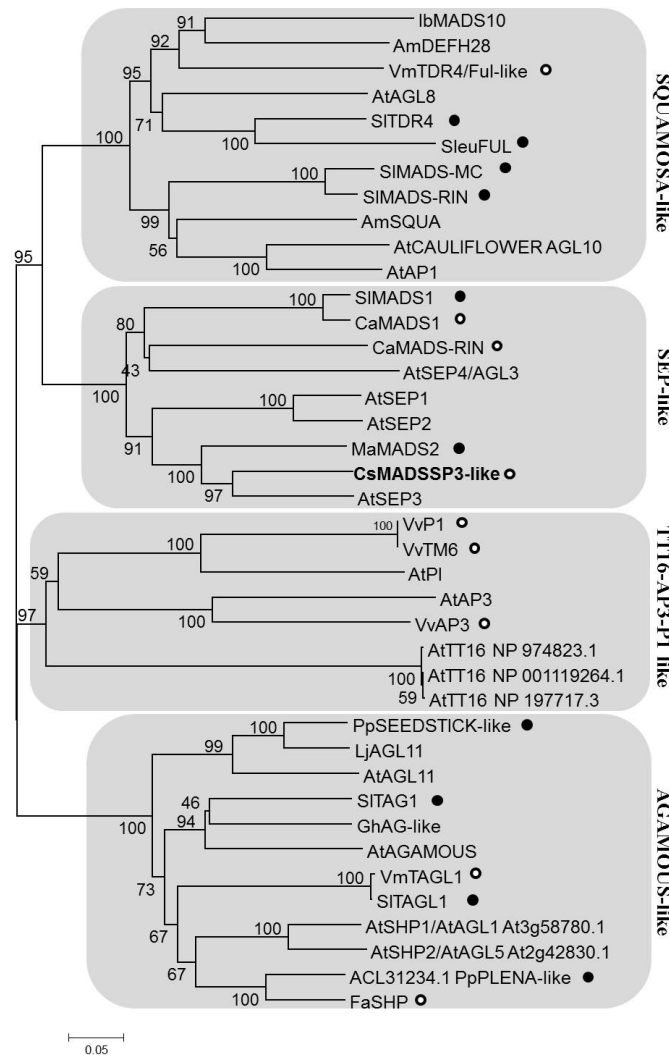 IbMADS10
91
AmDEFH28
92
VmTDR4/Ful-like
95
AtAGL8
71
SlTDR4
100
SleuFUL
100
SlMADS-MC
100
SlMADS-RIN
99
AmSQUA
56
AtCAULIFLOWER AGL10
100
AtAP1
SQUAMOSA-like
95
SlMADS1
100
CaMADS1
80
CaMADS-RIN
43
AtSEP4/AGL3
100
AtSEP1
100
AtSEP2
91
MaMADS2
100
CsMADSSP3-like
97
AtSEP3
SEP-like
VvP1
100
VvTM6
100
AtPI
59
AtAP3
100
VvAP3
97
AtTT16 NP 974823.1
100
AtTT16 NP 001119264.1
59
AtTT16 NP 197717.3
TT16-AP3-P1 like
PpSEEDSTICK-like
100
LjAGL11
99
AtAGL11
100
SlTAG1
46
GhAG-like
94
AtAGAMOUS
73
VmTAGL1
100
SlTAGL1
67
AtSHP1/AtAGL1 At3g58780.1
100
AtSHP2/AtAGL5 At2g42830.1
67
ACL31234.1 PpPLENA-like
100
FaSHP
AGAMOUS-like
0.05